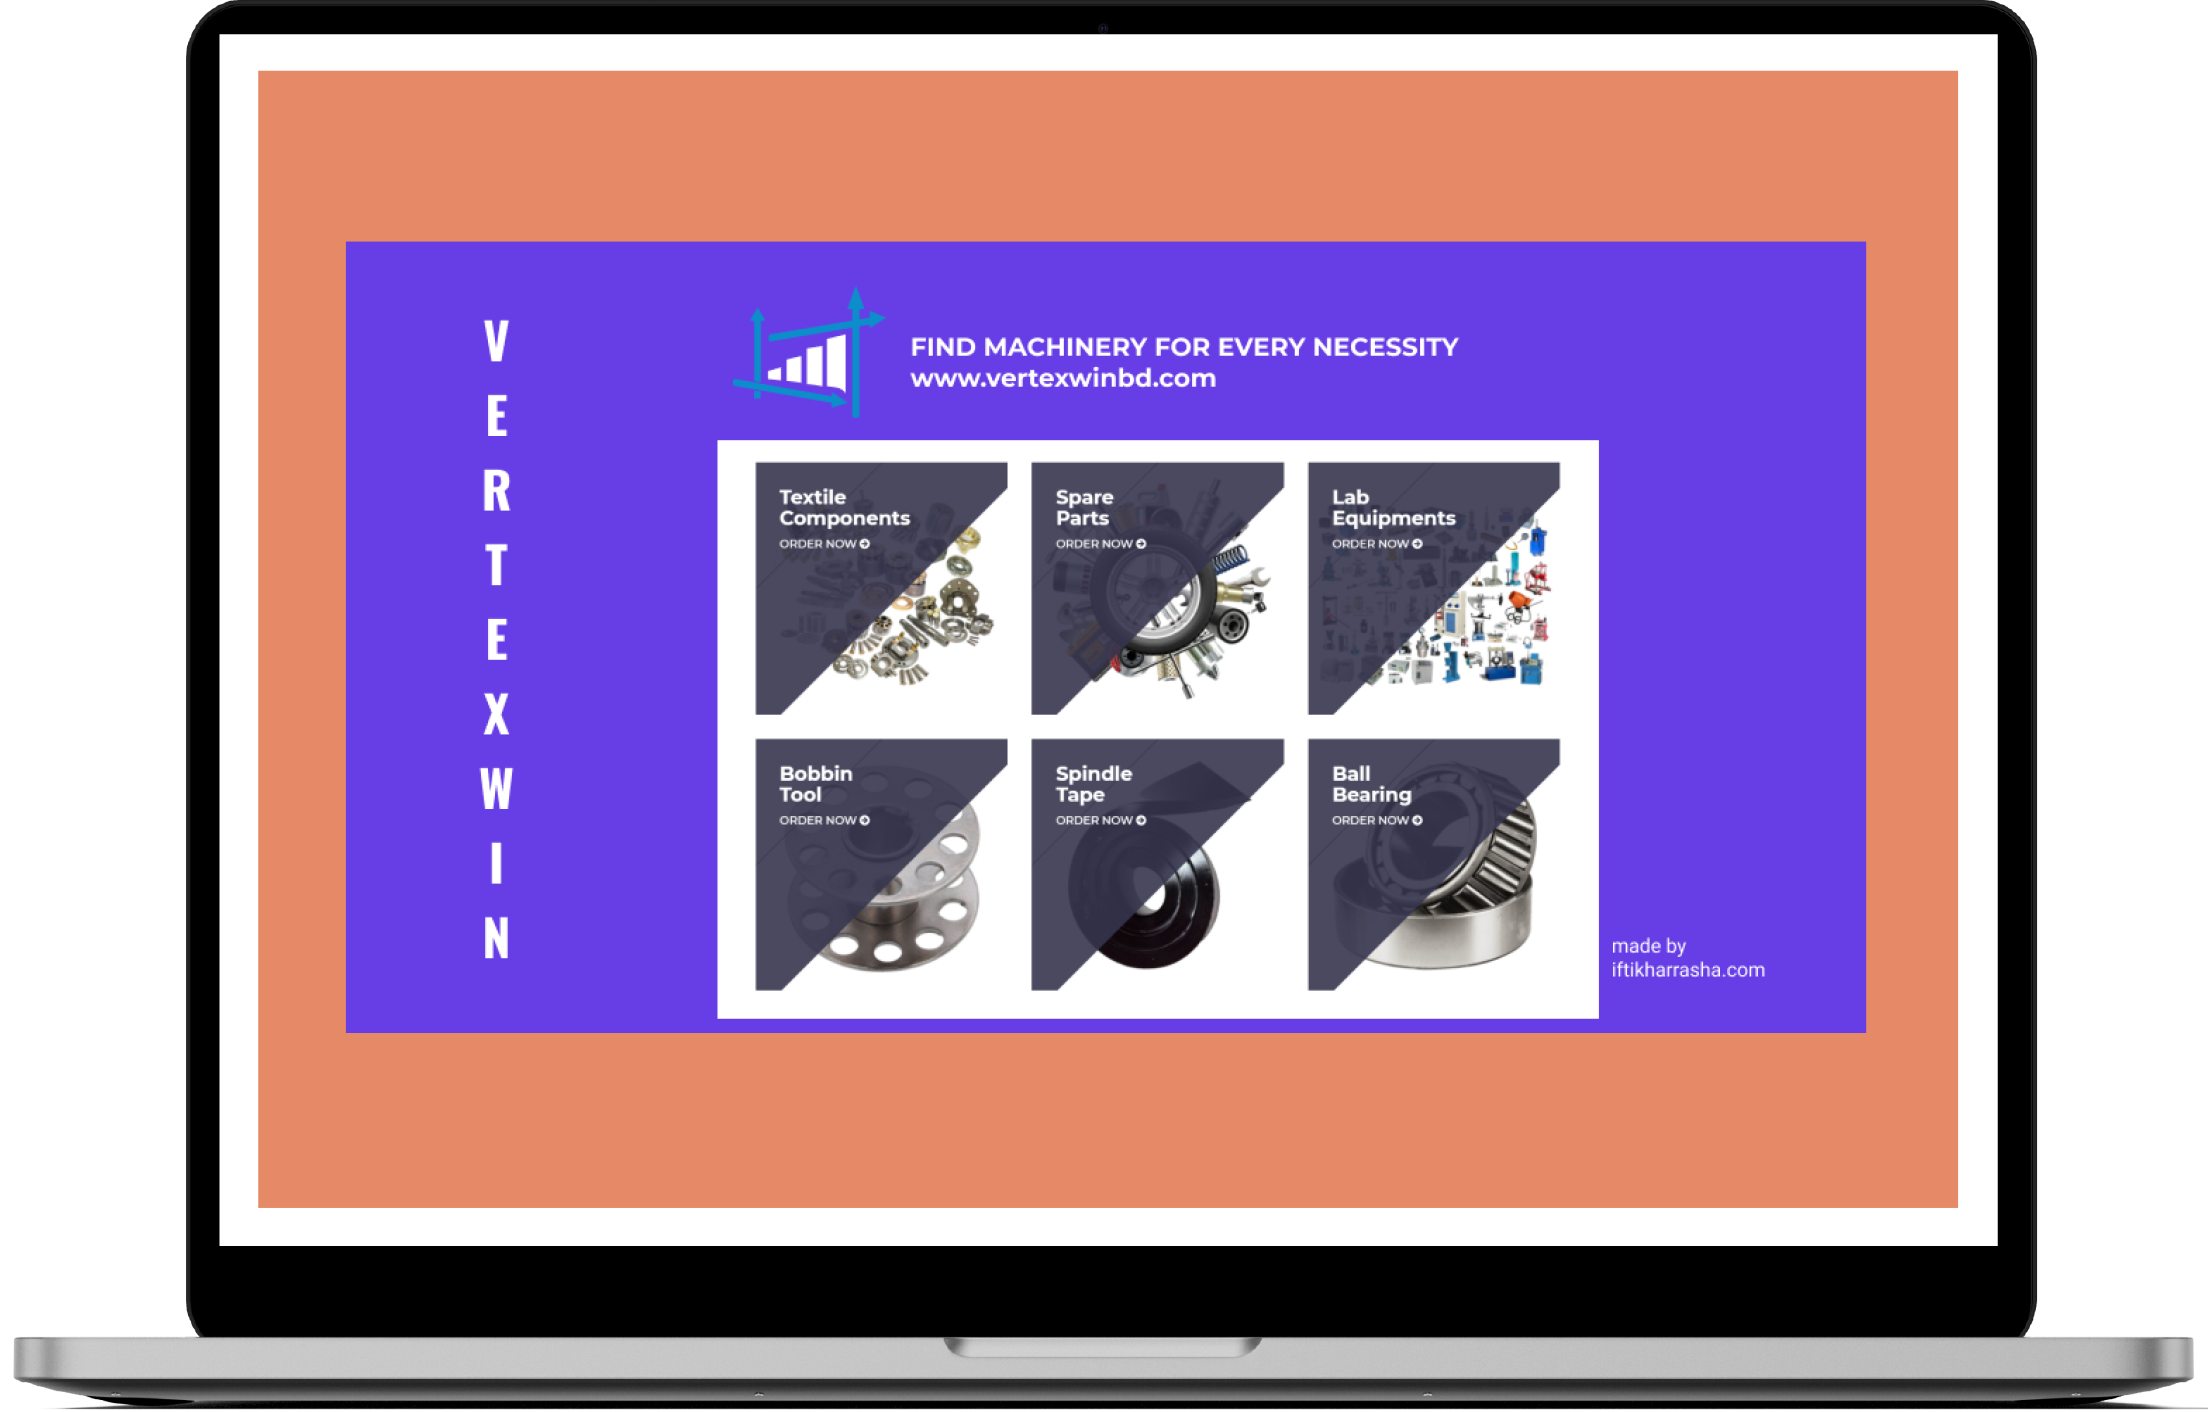 VERTEXWIN
FIND MACHINERY FOR EVERY NECESSITY
www.vertexwinbd.com
Textile
Components
ORDER NOW
Spare
Parts
ORDER NOW
Lab
Equipments
ORDER NOW
Bobbin
Tool
ORDER NOW
Spindle
Tape
ORDER NOW
Ball
Bearing
ORDER NOW
made by
iftikharrasha.com